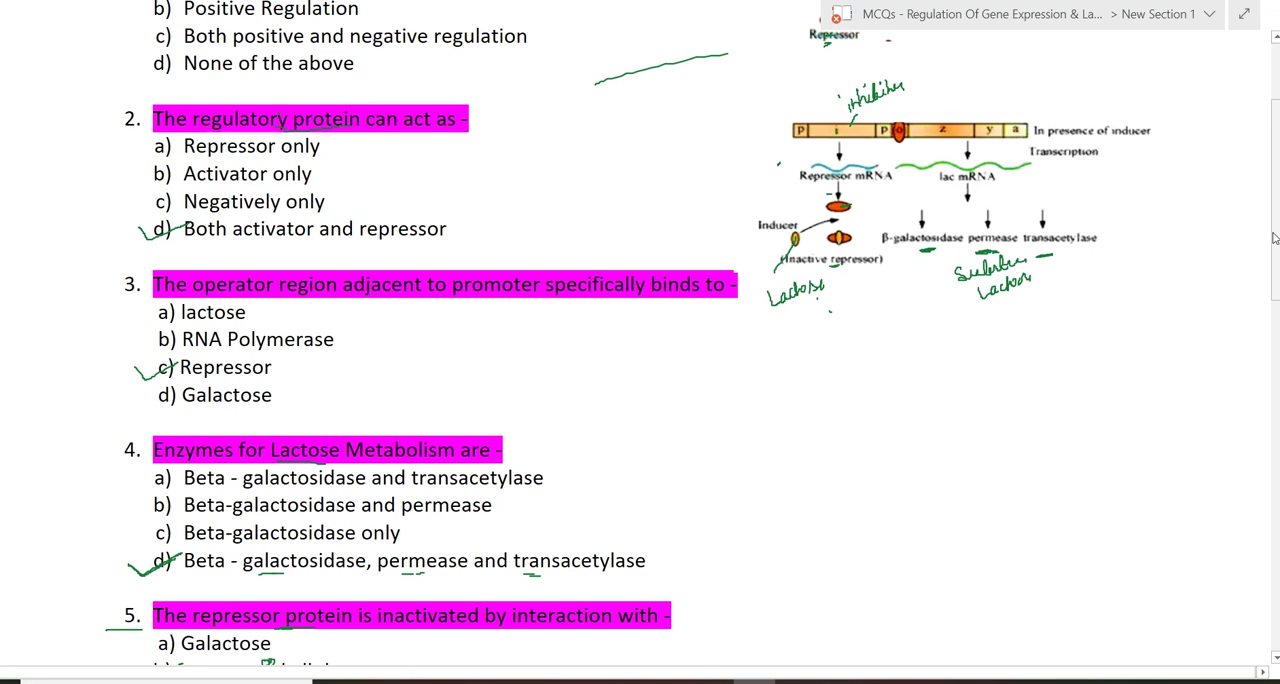 b) Positive Regulation
c) Both positive and negative regulation
d) None of the above
2. The regulatory protein can act as -
a) Repressor only
b) Activator only
c) Negatively only
d) Both activator and repressor
3. The operator region adjacent to promoter specifically binds to -
a) lactose
b) RNA Polymerase
c) Repressor
d) Galactose
4. Enzymes for Lactose Metabolism are -
a) Beta - galactosidase and transacetylase
b) Beta-galactosidase and permease
c) Beta-galactosidase only
d) Beta - galactosidase, permease and transacetylase
5. The repressor protein is inactivated by interaction with -
a) Galactose
MCQs - Regulation Of Gene Expression & La... > New Section 1
Repressor
inhibitor
p i p o z y a In presence of inducer
Transcription
Repressor mRNA lac mRNA
Inducer
β-galactosidase permease transacetylase
(Inactive repressor)
Lactose